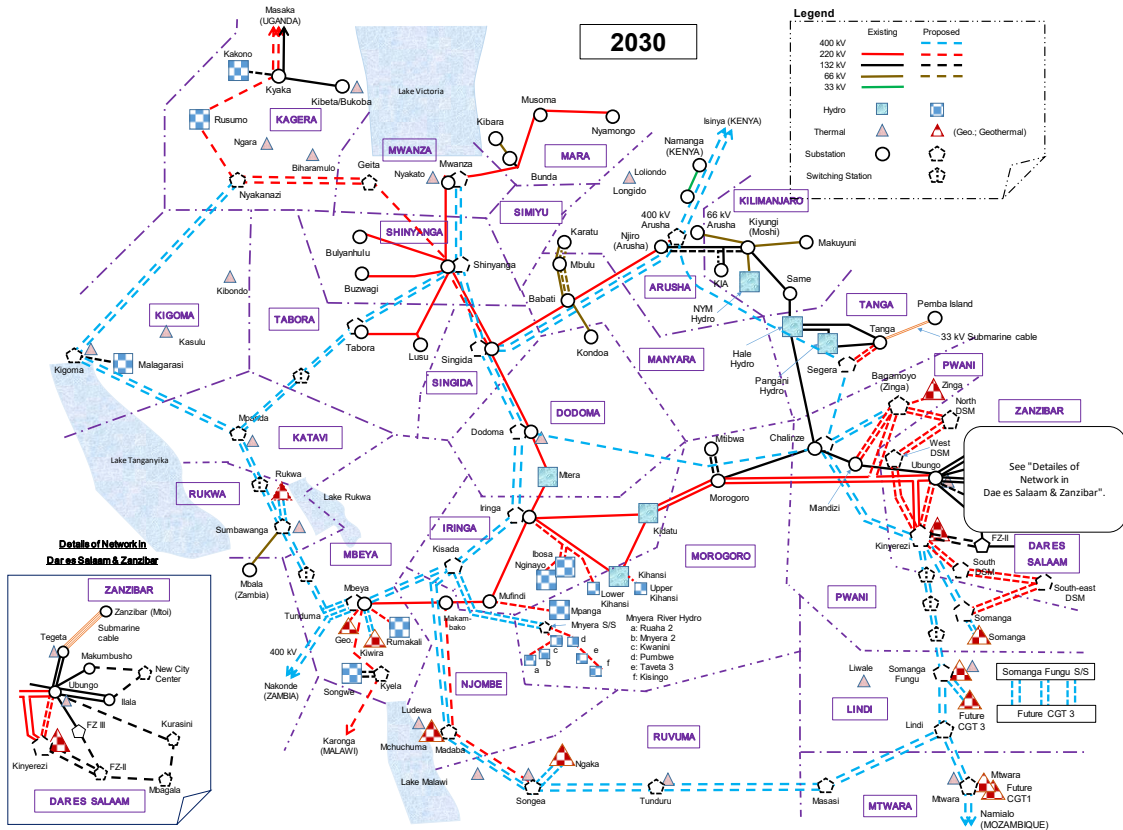 2030
Legend
Existing
Proposed
400 kV
220 kV
132 kV
66 kV
33 kV
Hydro
Thermal
(Geo.; Geothermal)
Substation
Switching Station
Masaka
(UGANDA)
Kakono
Kyaka
Kibeta/Bukoba
Lake Victoria
Rusumo
KAGERA
Ngara
Biharamulo
Geita
Nyakanazi
MWANZA
Nyakato
Mwanza
Kibara
Musoma
Nyamongo
MARA
Bunda
SIMIYU
SHINYANGA
Bulyanhulu
Buzwagi
Shinyanga
Isinya (KENYA)
Namanga
(KENYA)
Loliondo
Longido
KILIMANJARO
400 kV
Arusha
66 kV
Arusha
Njiro
(Arusha)
Kiyungi
(Moshi)
Makuyuni
KIA
NYM
Hydro
Same
ARUSHA
Karatu
Mbulu
Babati
Kondoa
MANYARA
TANGA
Pemba Island
Tanga
33 kV Submarine cable
Hale
Hydro
Pangani
Hydro
Segera
Kibondo
KIGOMA
Kasulu
Kigoma
Malagarasi
TABORA
Tabora
Lusu
Singida
SINGIDA
DODOMA
Dodoma
Mtera
Mtibwa
Morogoro
Chalinze
Mlandizi
PWANI
Bagamoyo
(Zinga)
Zinga
North
DSM
ZANZIBAR
West
DSM
Ubungo
See "Detailes of
Network in
Dae es Salaam & Zanzibar".
Kinyerezi
FZ-II
DAR ES
SALAAM
South
DSM
South-east
DSM
PWANI
Somanga
Somanga
Mpanda
KATAVI
Lake Tanganyika
Rukwa
RUKWA
Lake Rukwa
Sumbawanga
Mbala
(Zambia)
MBEYA
Tunduma
Mbeya
400 kV
Nakonde
(ZAMBIA)
Geo.
Kiwira
Rumakali
Songwe
Kyela
Karonga
(MALAWI)
Iringa
IRINGA
Kisada
Ibosa
Nginayo
Kidatu
Kihansi
Lower
Kihansi
Upper
Kihansi
MOROGORO
Mufindi
Makam-
bako
Mpanga
Mnyera S/S
a
b
c
d
e
f
Mnyera River Hydro
a: Ruaha 2
b: Mnyera 2
c: Kwanini
d: Pumbwe
e: Taveta 3
f: Kisingo
NJOMBE
Ludewa
Mchuchuma
Madaba
Lake Malawi
RUVUMA
Ngaka
Songea
Tunduru
Masasi
Liwale
LINDI
Somanga
Fungu
Future
CGT 3
Lindi
Somanga Fungu S/S
Future CGT 3
MTWARA
Mtwara
Mtwara
Future
CGT1
Namialo
(MOZAMBIQUE)
Details of Network in
Dar es Salaam & Zanzibar
ZANZIBAR
Zanzibar (Mtoi)
Submarine
cable
Tegeta
Makumbusho
New City
Center
Ubungo
Ilala
FZ III
Kurasini
Kinyerezi
FZ-II
Mbagala
DAR ES SALAAM